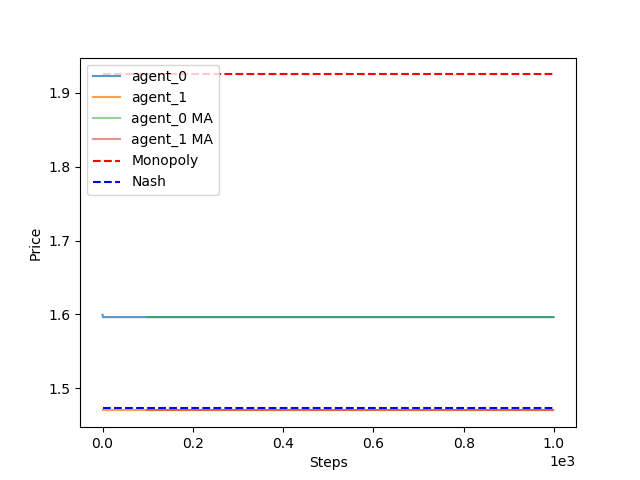 agent_0
agent_1
agent_0 MA
agent_1 MA
Monopoly
Nash
1.9
1.8
1.7
1.6
1.5
Price
0.0 0.2 0.4 0.6 0.8 1.0
1e3
Steps